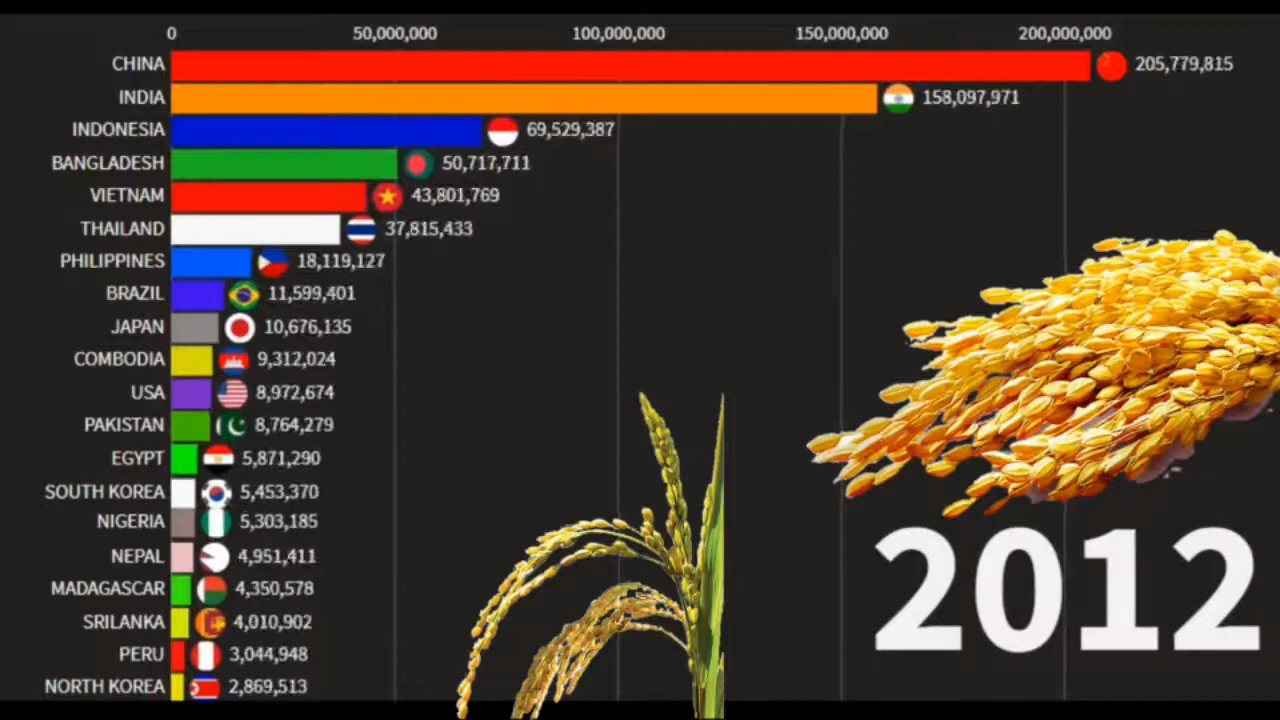 0 50,000,000 100,000,000 150,000,000 200,000,000
CHINA 205,779,815
INDIA 158,097,971
INDONESIA 69,529,387
BANGLADESH 50,717,711
VIETNAM 43,801,769
THAILAND 37,815,433
PHILIPPINES 18,119,127
BRAZIL 11,599,401
JAPAN 10,676,135
COMBODIA 9,312,024
USA 8,972,674
PAKISTAN 8,764,279
EGYPT 5,871,290
SOUTH KOREA 5,453,370
NIGERIA 5,303,185
NEPAL 4,951,411
MADAGASCAR 4,350,578
SRILANKA 4,010,902
PERU 3,044,948
NORTH KOREA 2,869,513
2012